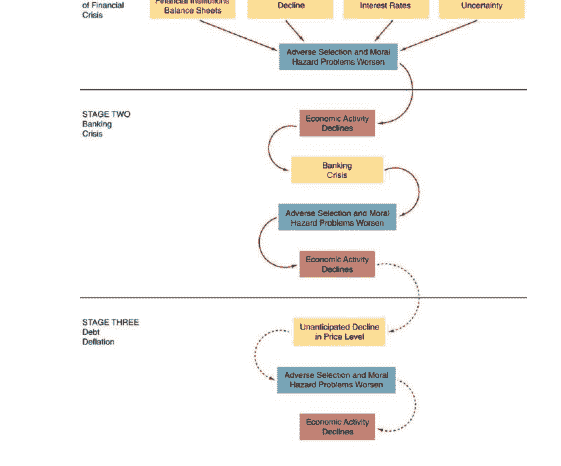 of Financial
Crisis
Financial Institutions'
Balance Sheets
Decline
Interest Rates
Uncertainty
Adverse Selection and Moral
Hazard Problems Worsen
STAGE TWO
Banking
Crisis
Economic Activity
Declines
Banking
Crisis
Adverse Selection and Moral
Hazard Problems Worsen
Economic Activity
Declines
STAGE THREE
Debt
Deflation
Unanticipated Decline
in Price Level
Adverse Selection and Moral
Hazard Problems Worsen
Economic Activity
Declines